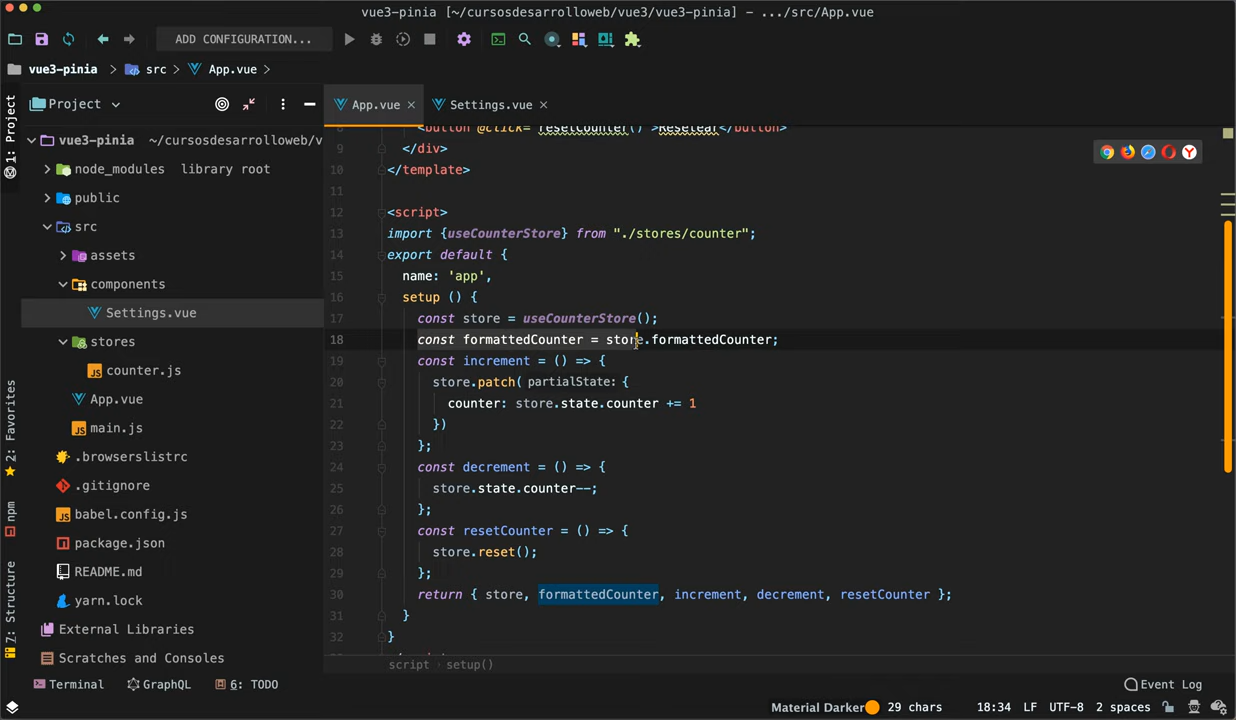 vue3-pinia [~/cursosdesarrolloweb/vue3/vue3-pinia] - .../src/App.vue
ADD CONFIGURATION...
vue3-pinia src App.vue
1: Project
Project
App.vue Settings.vue
vue3-pinia ~/cursosdesarrolloweb/v
node_modules library root
public
src
assets
components
Settings.vue
stores
counter.js
App.vue
main.js
.browserslistrc
.gitignore
babel.config.js
package.json
README.md
yarn.lock
External Libraries
Scratches and Consoles
2: Favorites
npm
7: Structure
8 <button @click="resetCounter()">Resetear</button>
9 </div>
10 </template>
11
12 <script>
13 import {useCounterStore} from "./stores/counter";
14 export default {
15 name: 'app',
16 setup () {
17 const store = useCounterStore();
18 const formattedCounter = store.formattedCounter;
19 const increment = () => {
20 store.patch( partialState: {
21 counter: store.state.counter += 1
22 })
23 };
24 const decrement = () => {
25 store.state.counter--;
26 };
27 const resetCounter = () => {
28 store.reset();
29 };
30 return { store, formattedCounter, increment, decrement, resetCounter };
31 }
32 }
script setup()
Terminal GraphQL 6: TODO Event Log
Material Darker 29 chars 18:34 LF UTF-8 2 spaces